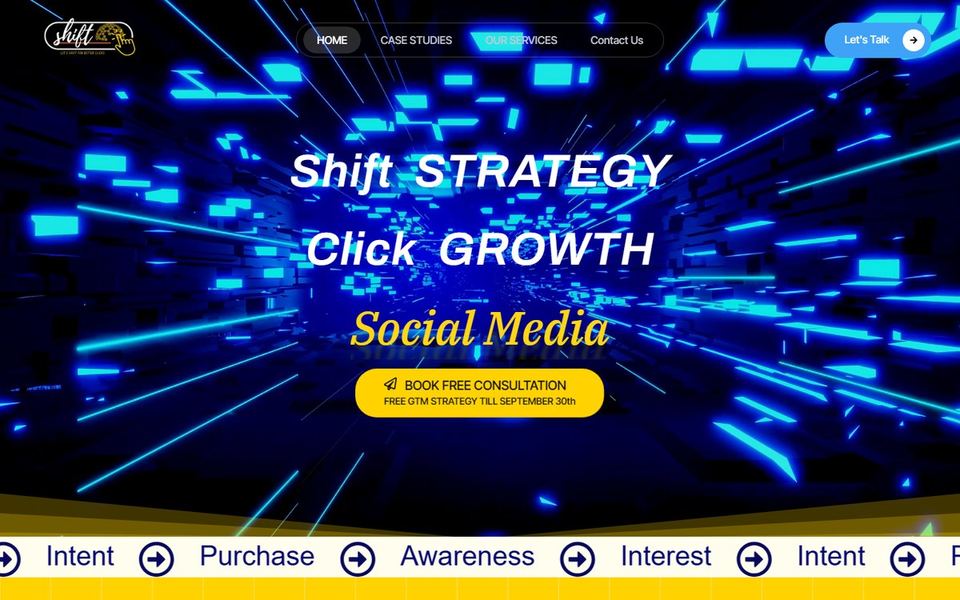 shift
HOME
CASE STUDIES
OUR SERVICES
Contact Us
Let's Talk
Shift STRATEGY
Click GROWTH
Social Media
BOOK FREE CONSULTATION
FREE GTM STRATEGY TILL SEPTEMBER 30th
Intent Purchase Awareness Interest Intent